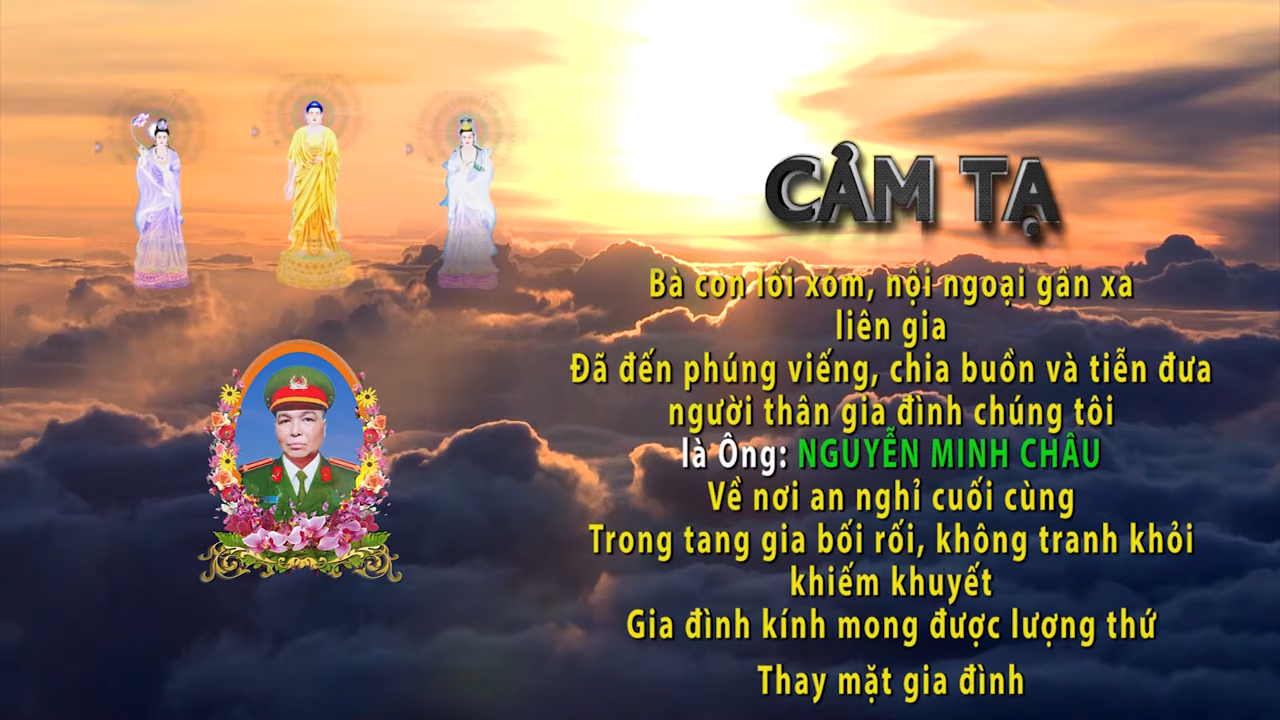 CẢM TẠ
Bà con lối xóm, nội ngoại gần xa
liên gia
Đã đến phúng viếng, chia buồn và tiễn đưa
người thân gia đình chúng tôi
là Ông: NGUYỄN MINH CHÂU
Về nơi an nghỉ cuối cùng
Trong tang gia bối rối, không tranh khỏi
khiếm khuyết
Gia đình kính mong được lượng thứ
Thay mặt gia đình